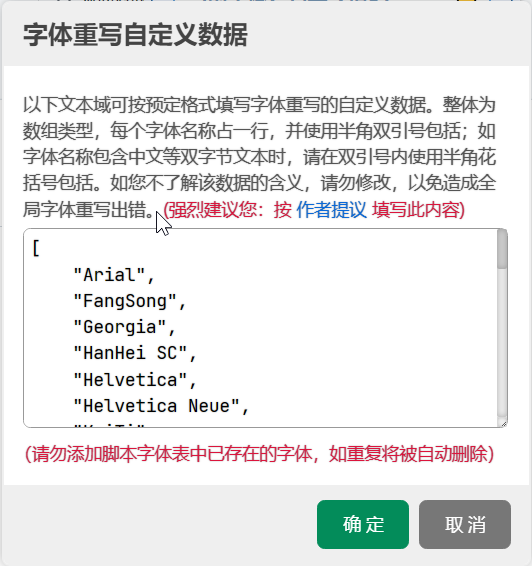 字体重写自定义数据
以下文本域可按预定格式填写字体重写的自定义数据。整体为
数组类型，每个字体名称占一行，并使用半角双引号包括；如
字体名称包含中文等双字节文本时，请在双引号内使用半角花
括号包括。如您不了解该数据的含义，请勿修改，以免造成全
局字体重写出错。(强烈建议您：按 作者提议 填写此内容)
[
"Arial",
"FangSong",
"Georgia",
"HanHei SC",
"Helvetica",
"Helvetica Neue",
(请勿添加脚本字体表中已存在的字体，如重复将被自动删除)
确 定
取 消